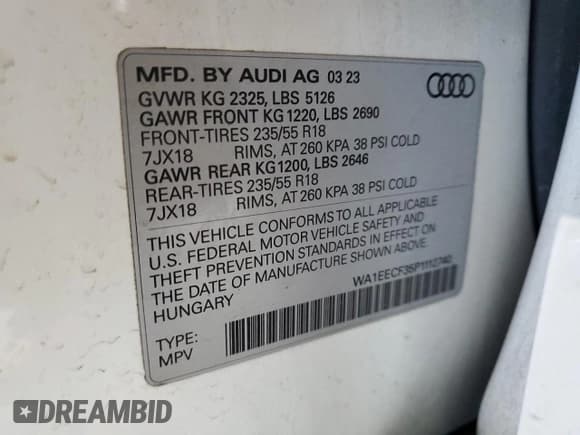 MFD. BY AUDI AG 03 23
GVWR KG 2325, LBS 5126
GAWR FRONT KG 1220, LBS 2690
FRONT-TIRES 235/55 R18
7JX18 RIMS, AT 260 KPA 38 PSI COLD
GAWR REAR KG1200, LBS 2646
REAR-TIRES 235/55 R18
7JX18 RIMS, AT 260 KPA 38 PSI COLD
THIS VEHICLE CONFORMS TO ALL APPLICABLE
U.S. FEDERAL MOTOR VEHICLE SAFETY AND
THEFT PREVENTION STANDARDS IN EFFECT ON
THE DATE OF MANUFACTURE SHOWN ABOVE.
HUNGARY
WA1EECF35P1112740
TYPE:
MPV
DREAMBID